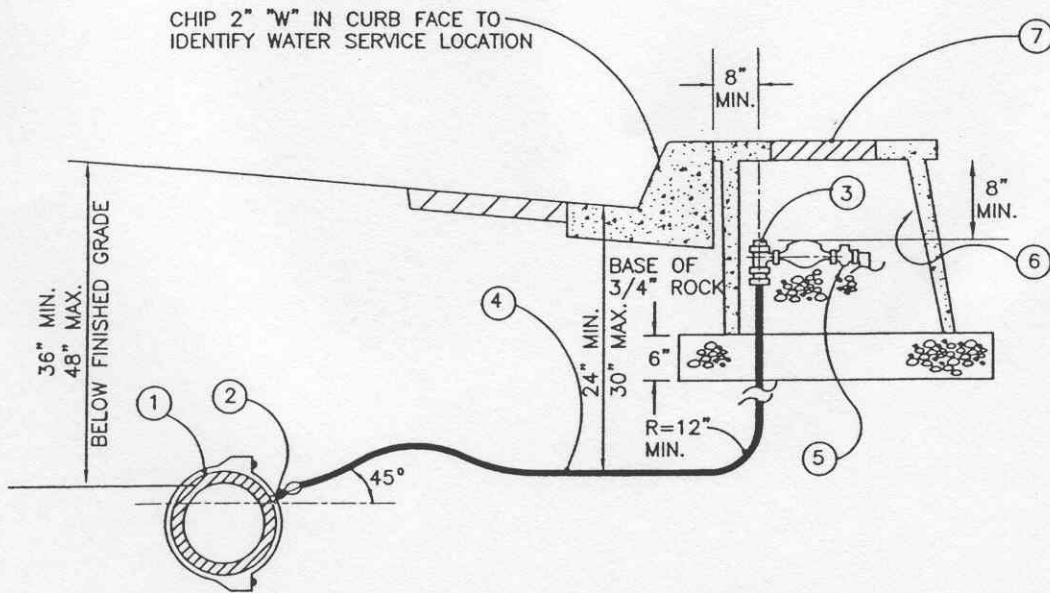 CHIP 2" "W" IN CURB FACE TO
IDENTIFY WATER SERVICE LOCATION
7
8"
MIN.
3
8"
MIN.
6
BASE OF
3/4" ROCK
4
36" MIN.
48" MAX.
BELOW FINISHED GRADE
24" MIN.
30" MAX.
6"
1
2
R=12"
MIN.
5
45°